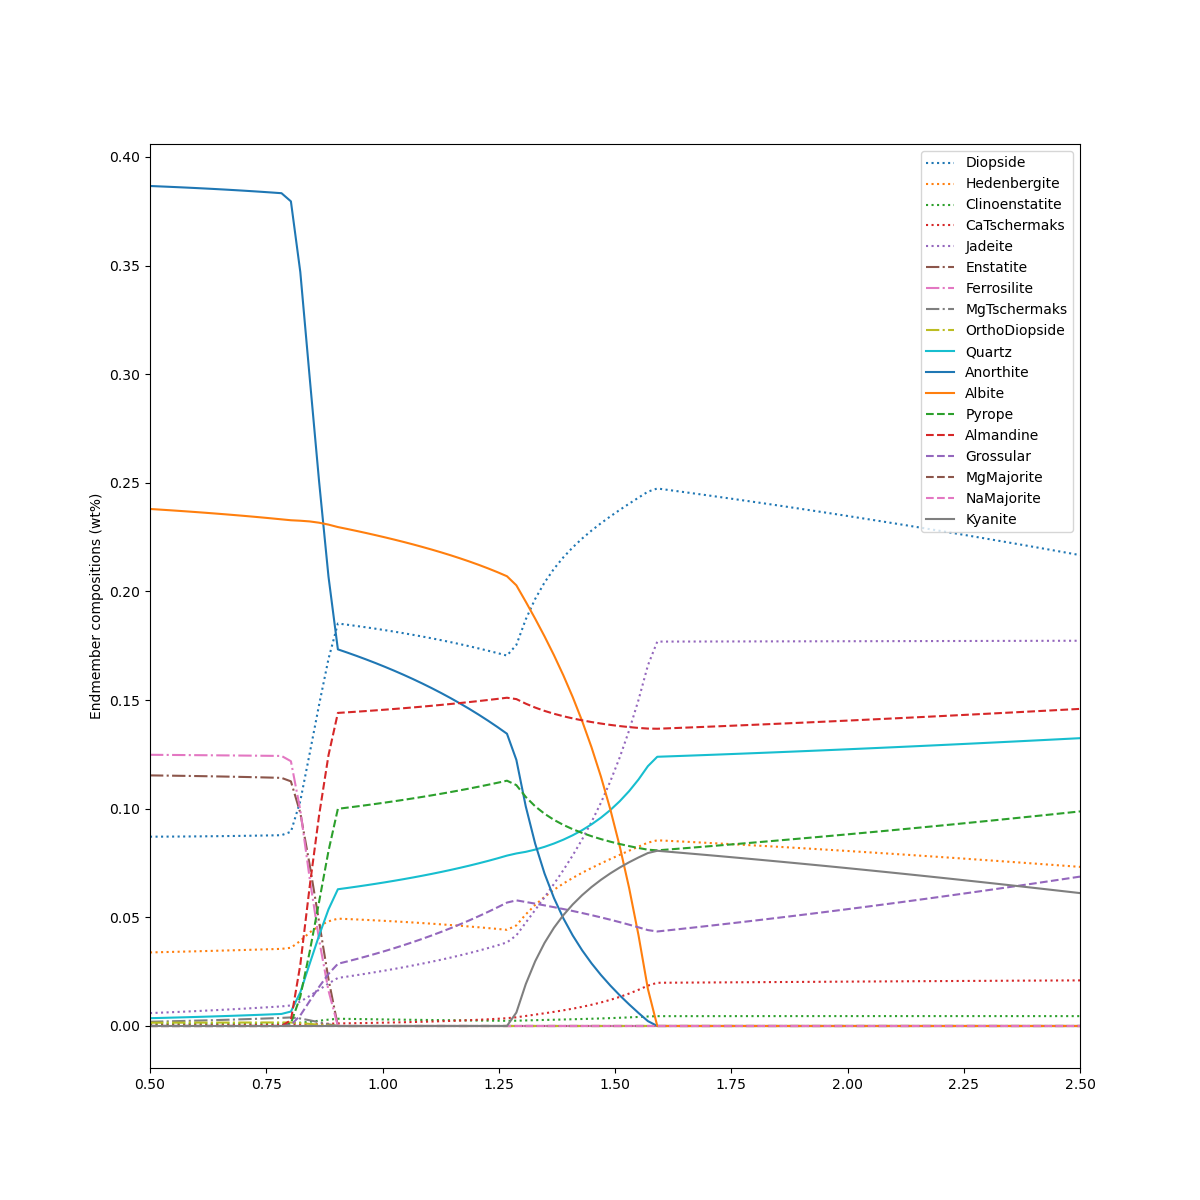 Endmember compositions (wt%)
0.40
0.35
0.30
0.25
0.20
0.15
0.10
0.05
0.00
0.50 0.75 1.00 1.25 1.50 1.75 2.00 2.25 2.50
Diopside
Hedenbergite
Clinoenstatite
CaTschermaks
Jadeite
Enstatite
Ferrosilite
MgTschermaks
OrthoDiopside
Quartz
Anorthite
Albite
Pyrope
Almandine
Grossular
MgMajorite
NaMajorite
Kyanite